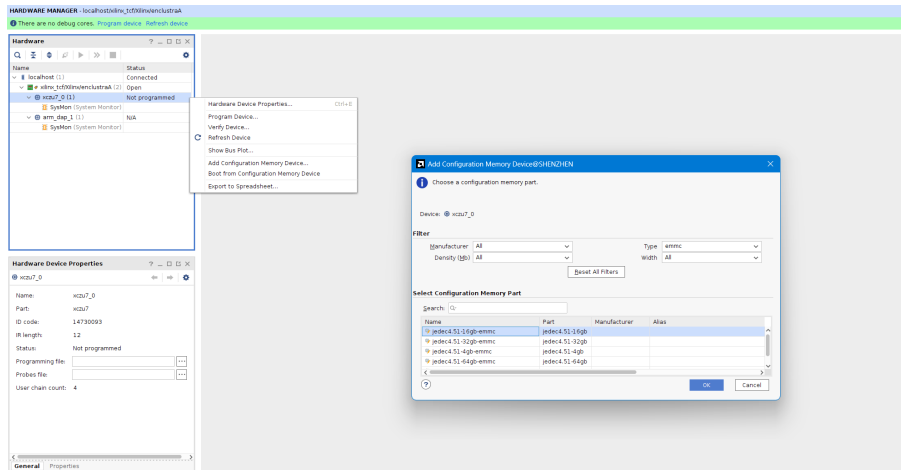 HARDWARE MANAGER - localhost/xilinx_tcf/Xilinx/enclustraA
There are no debug cores. Program device Refresh device
Hardware
Name Status
localhost (1) Connected
xilinx_tcf/Xilinx/enclustraA (2) Open
xczu7_0 (1) Not programmed
SysMon (System Monitor)
arm_dap_1 (1) N/A
SysMon (System Monitor)
Hardware Device Properties... Ctrl+E
Program Device...
Verify Device...
Refresh Device
Show Bus Plot...
Add Configuration Memory Device...
Boot from Configuration Memory Device
Export to Spreadsheet...
Hardware Device Properties
xczu7_0
Name: xczu7_0
Part: xczu7
ID code: 14730093
IR length: 12
Status: Not programmed
Programming file:
Probes file:
User chain count: 4
General Properties
Add Configuration Memory Device@SHENZHEN
Choose a configuration memory part.
Device: xczu7_0
Filter
Manufacturer All Type emmc
Density (Mb) All Width All
Reset All Filters
Select Configuration Memory Part
Search:
Name Part Manufacturer Alias
jedec4.51-16gb-emmc jedec4.51-16gb
jedec4.51-32gb-emmc jedec4.51-32gb
jedec4.51-4gb-emmc jedec4.51-4gb
jedec4.51-64gb-emmc jedec4.51-64gb
OK Cancel